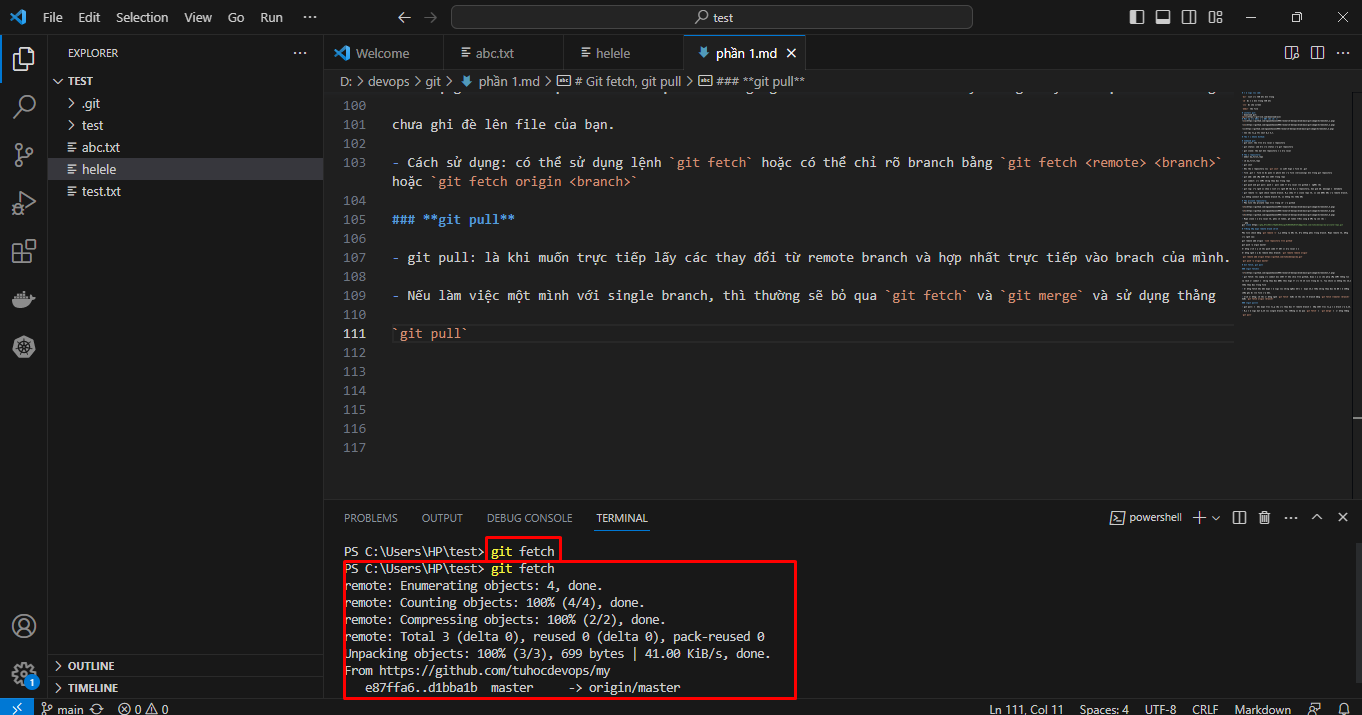 File Edit Selection View Go Run ···
test
EXPLORER ···
Welcome
abc.txt
helele
phần 1.md
D: > devops > git > phần 1.md > # Git fetch, git pull > ### **git pull**
TEST
.git
test
abc.txt
helele
test.txt
100
101 chưa ghi đè lên file của bạn.
102
103 - Cách sử dụng: có thể sử dụng lệnh `git fetch` hoặc có thể chỉ rõ branch bằng `git fetch <remote> <branch>`
hoặc `git fetch origin <branch>`
104
105 ### **git pull**
106
107 - git pull: là khi muốn trực tiếp lấy các thay đổi từ remote branch và hợp nhất trực tiếp vào brach của mình.
108
109 - Nếu làm việc một mình với single branch, thì thường sẽ bỏ qua `git fetch` và `git merge` và sử dụng thẳng
110
111 `git pull`
112
113
114
115
116
117
PROBLEMS OUTPUT DEBUG CONSOLE TERMINAL
powershell
PS C:\Users\HP\test> git fetch
PS C:\Users\HP\test> git fetch
remote: Enumerating objects: 4, done.
remote: Counting objects: 100% (4/4), done.
remote: Compressing objects: 100% (2/2), done.
remote: Total 3 (delta 0), reused 0 (delta 0), pack-reused 0
Unpacking objects: 100% (3/3), 699 bytes | 41.00 KiB/s, done.
From https://github.com/tuhocdevops/my
e87ffa6..d1bba1b master -> origin/master
OUTLINE
TIMELINE
1
main
0 0
Ln 111, Col 11 Spaces: 4 UTF-8 CRLF Markdown